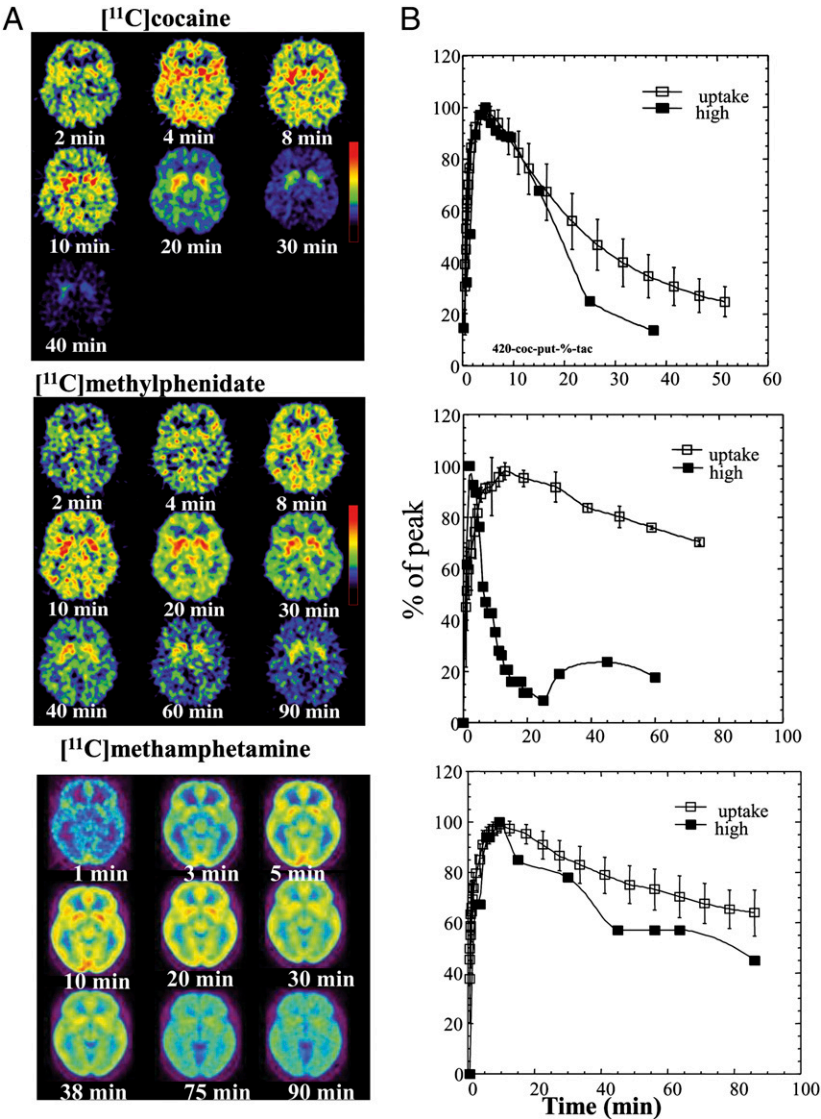 A
[¹¹C]cocaine
2 min 4 min 8 min
10 min 20 min 30 min
40 min
[¹¹C]methylphenidate
2 min 4 min 8 min
10 min 20 min 30 min
40 min 60 min 90 min
[¹¹C]methamphetamine
1 min 3 min 5 min
10 min 20 min 30 min
38 min 75 min 90 min
B
120
100
80
60
40
20
0
uptake
high
420-coc-put-%-tac
0 10 20 30 40 50 60
% of peak
120
100
80
60
40
20
0
uptake
high
0 20 40 60 80 100
120
100
80
60
40
20
0
uptake
high
0 20 40 60 80 100
Time (min)